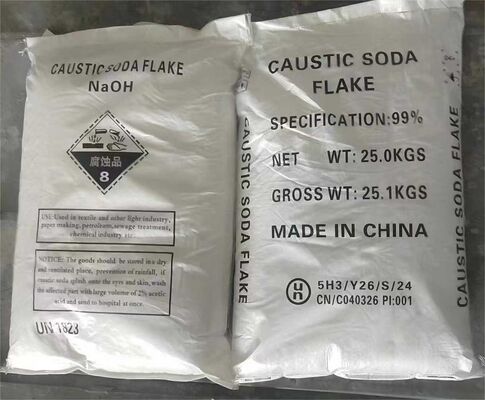 CAUSTIC SODA FLAKE
NaOH
腐蚀品
8
USE: Used in textile and other light industry,
paper making, petroleum, sewage treatment,
chemical industry, etc.
NOTICE: The goods should be stored in a dry
and ventilated place, prevention of rainfall, if
caustic soda splash onto the eyes and skin, wash
the affected part with large volume of 2% acetic
acid and send to hospital at once.
UN 1823
CAUSTIC SODA
FLAKE
SPECIFICATION: 99%
NET WT: 25.0KGS
GROSS WT: 25.1KGS
MADE IN CHINA
un
5H3/Y26/S/24
CN/C040326 PI:001
CAUSTIC SODA FLAKE
CAUSTIC SODA FLAKE